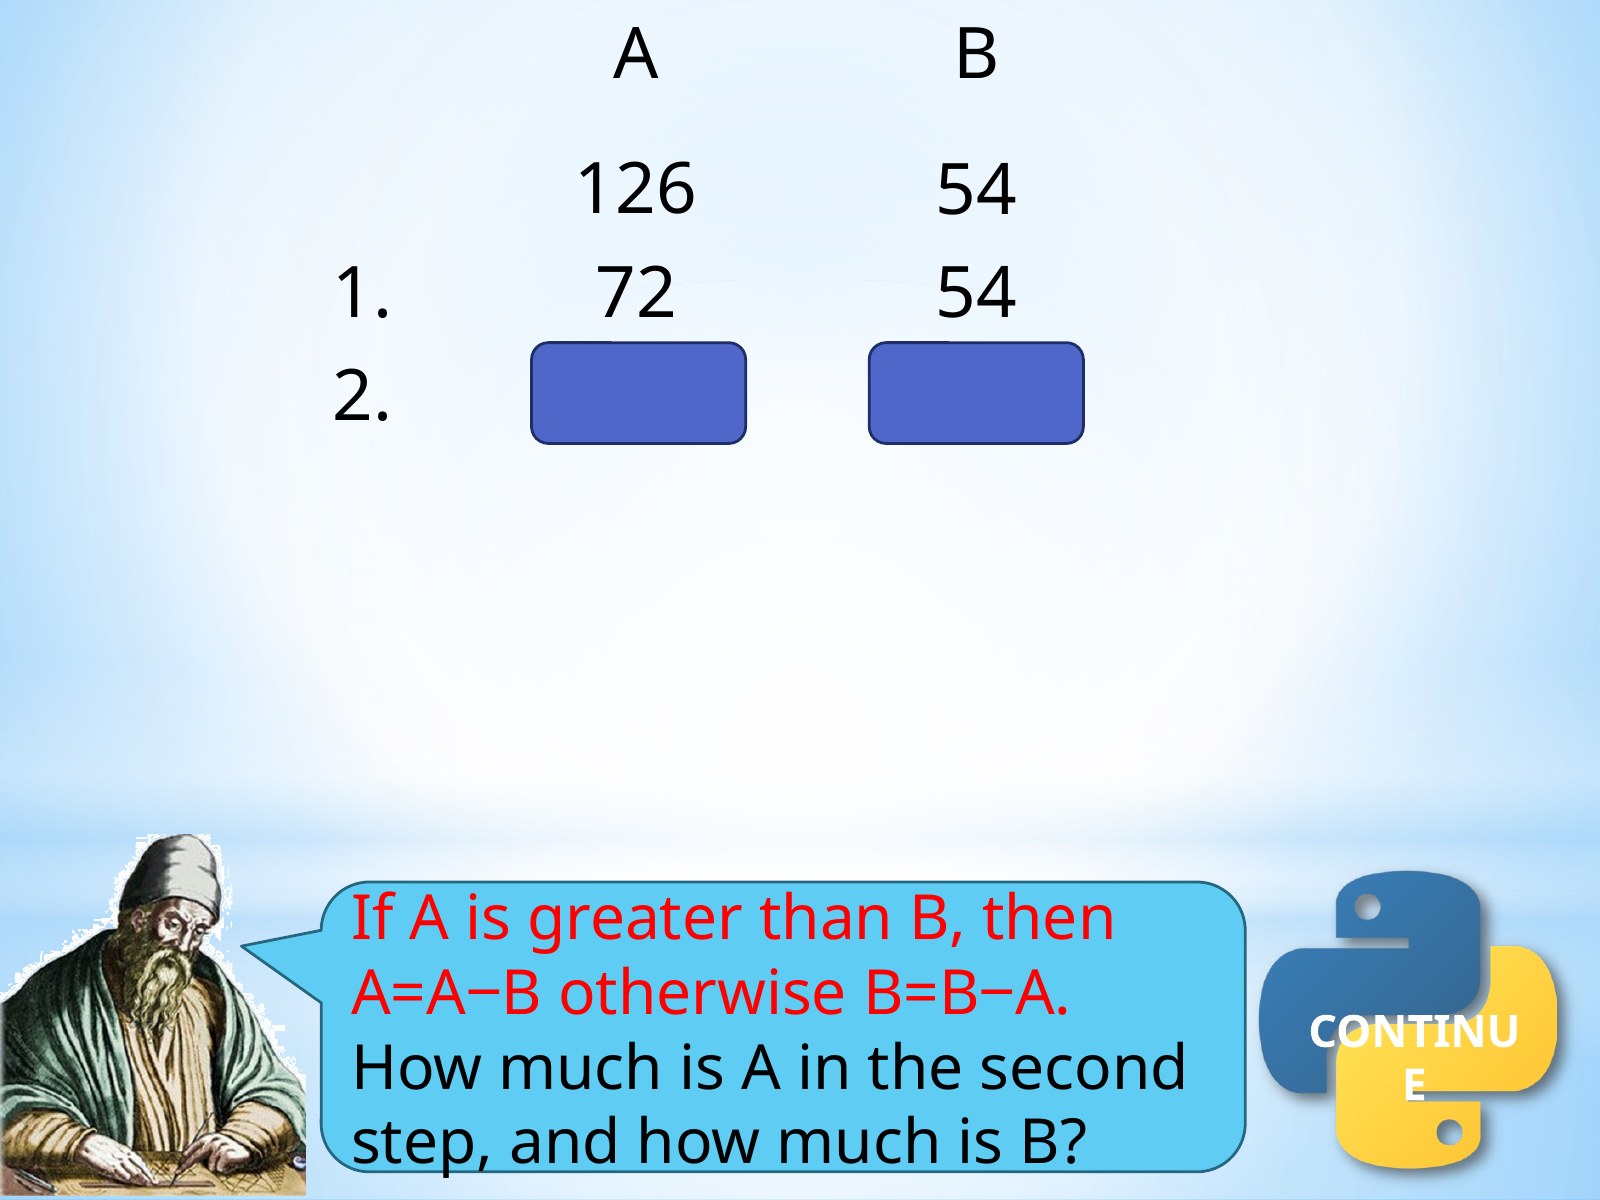 A B
126 54
1. 72 54
2.
If A is greater than B, then
A=A−B otherwise B=B−A.
How much is A in the second
step, and how much is B?
CONTINU
E